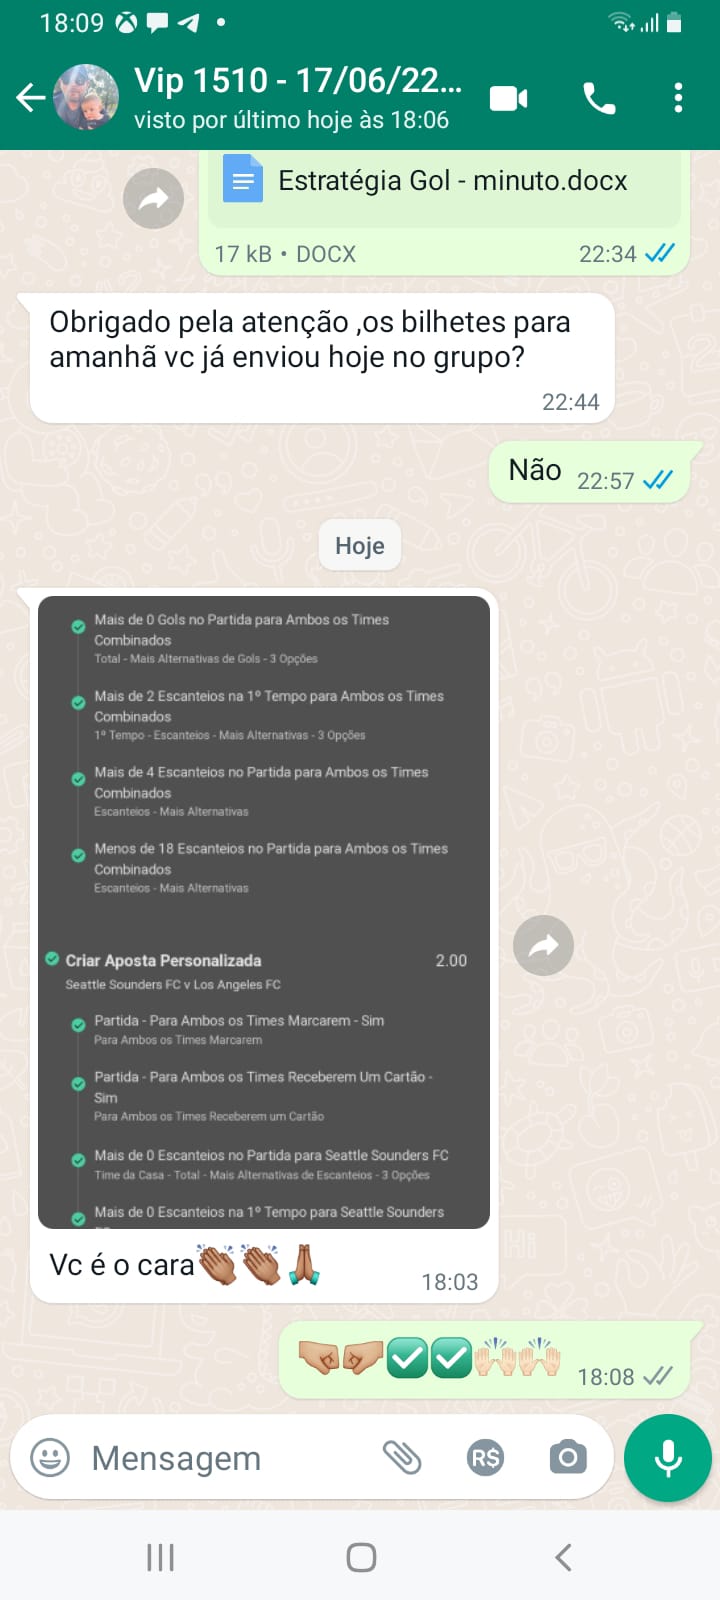 18:09
Vip 1510 - 17/06/22...
visto por último hoje às 18:06
Estratégia Gol - minuto.docx
17 kB • DOCX
22:34
Obrigado pela atenção ,os bilhetes para
amanhã vc já enviou hoje no grupo?
22:44
Não 22:57
Hoje
Mais de 0 Gols no Partida para Ambos os Times
Combinados
Total - Mais Alternativas de Gols - 3 Opções
Mais de 2 Escanteios na 1º Tempo para Ambos os Times
Combinados
1º Tempo - Escanteios - Mais Alternativas - 3 Opções
Mais de 4 Escanteios no Partida para Ambos os Times
Combinados
Escanteios - Mais Alternativas
Menos de 18 Escanteios no Partida para Ambos os Times
Combinados
Escanteios - Mais Alternativas
Criar Aposta Personalizada 2.00
Seattle Sounders FC v Los Angeles FC
Partida - Para Ambos os Times Marcarem - Sim
Para Ambos os Times Marcarem
Partida - Para Ambos os Times Receberem Um Cartão -
Sim
Para Ambos os Times Receberem um Cartão
Mais de 0 Escanteios no Partida para Seattle Sounders FC
Time da Casa - Total - Mais Alternativas de Escanteios - 3 Opções
Mais de 0 Escanteios na 1º Tempo para Seattle Sounders
Vc é o cara👏🏾👏🏾🙏🏾
18:03
🤜🏼🤛🏼✅✅🙌🏻🙌🏻 18:08
Mensagem
R$